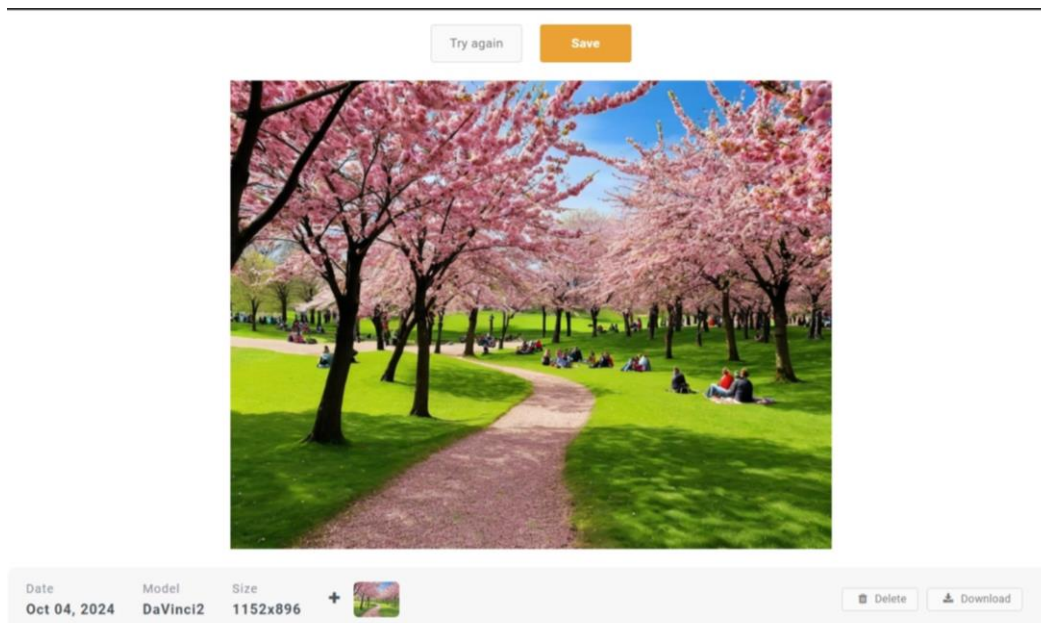 Try again
Save
Date
Oct 04, 2024
Model
DaVinci2
Size
1152x896
+
Delete
Download